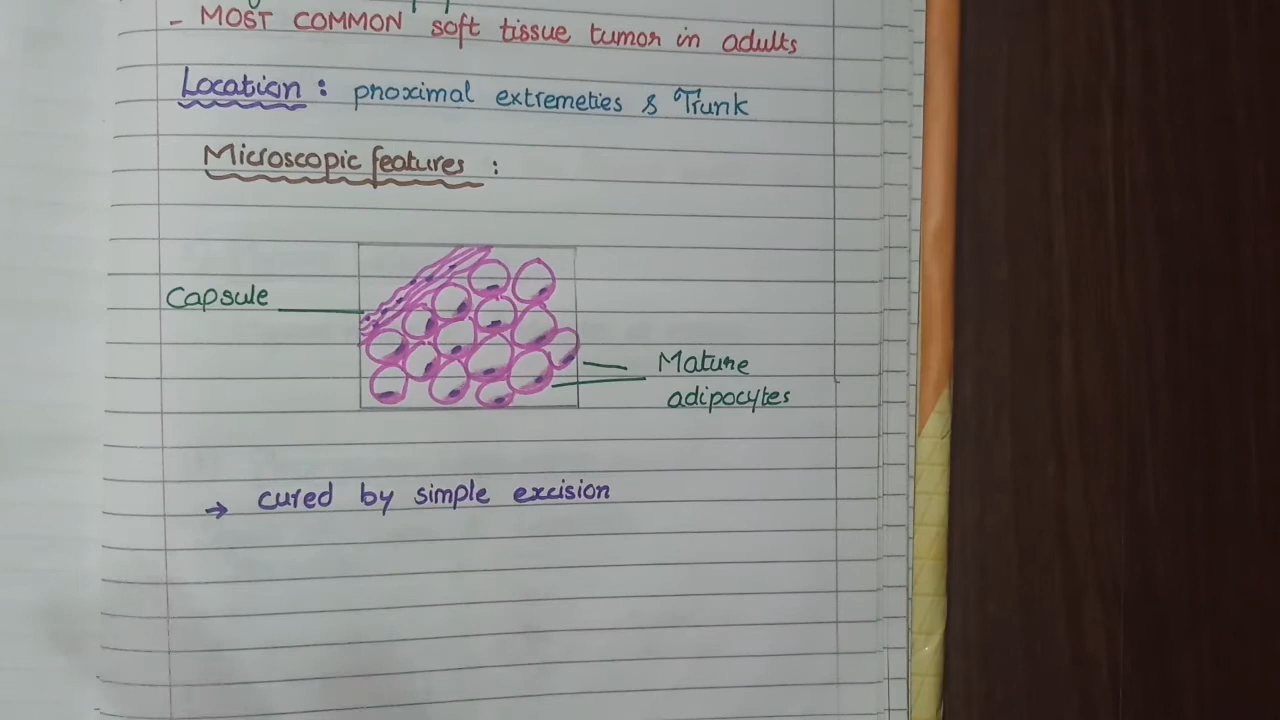 - MOST COMMON soft tissue tumor in adults
Location : proximal extremeties & Trunk
Microscopic features :
Capsule
Mature
adipocytes
→ cured by simple excision